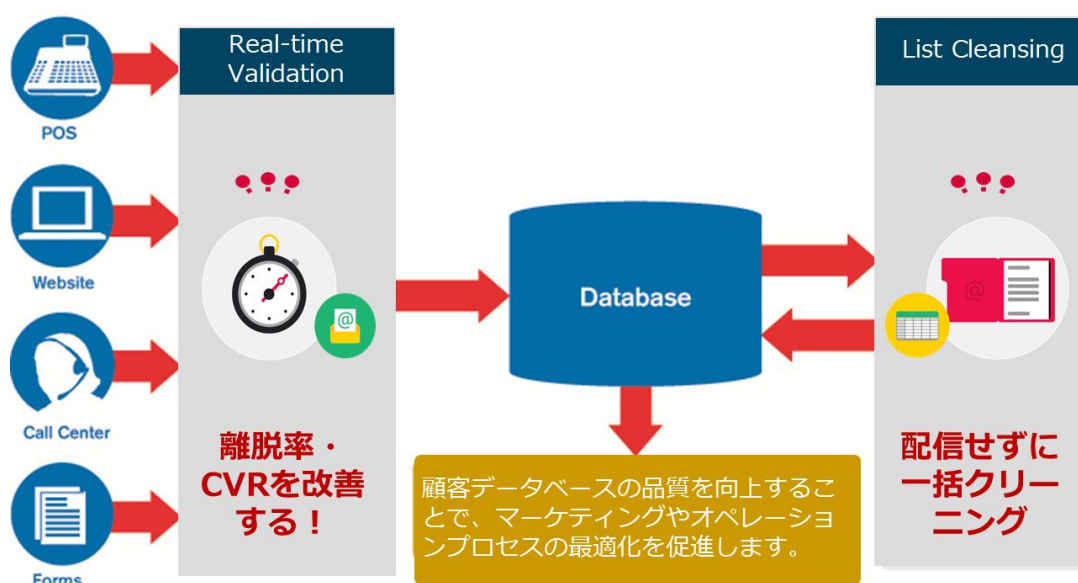 POS
Website
Call Center
Forms
Real-time
Validation
離脱率・
CVRを改善
する！
Database
顧客データベースの品質を向上するこ
とで、マーケティングやオペレーショ
ンプロセスの最適化を促進します。
List Cleansing
配信せずに
一括クリー
ニング